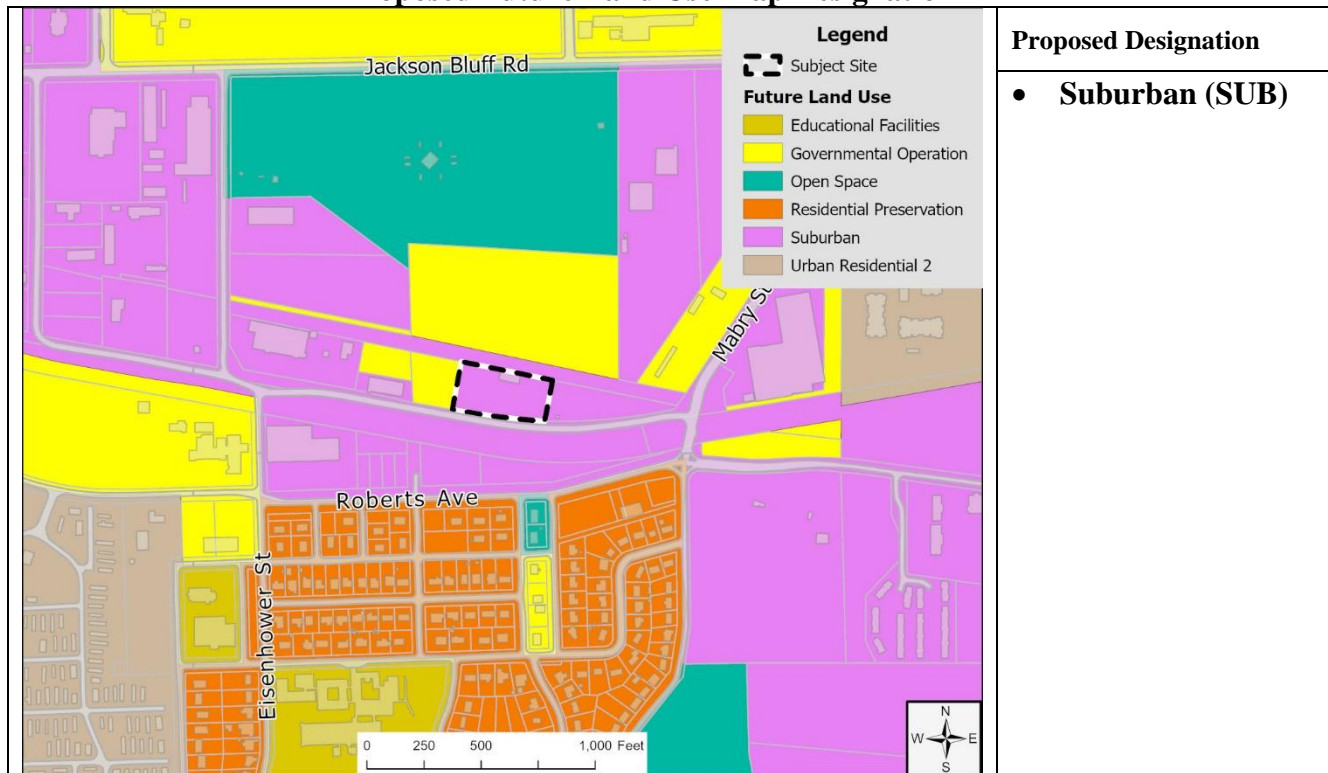 Proposed Designation
• Suburban (SUB)
Legend
Subject Site
Future Land Use
Educational Facilities
Governmental Operation
Open Space
Residential Preservation
Suburban
Urban Residential 2
Jackson Bluff Rd
Mabry St
Roberts Ave
Eisenhower St
0 250 500 1,000 Feet
N
W E
S